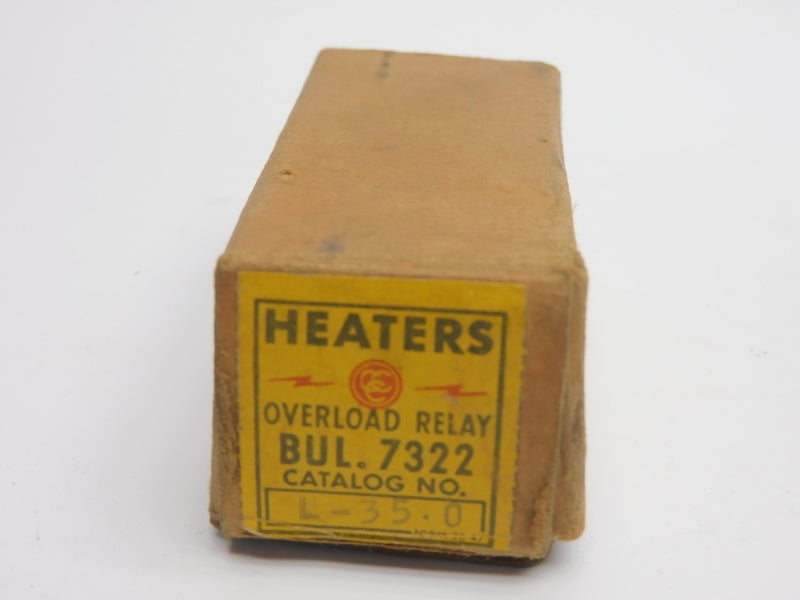 HEATERS
OVERLOAD RELAY
BUL. 7322
CATALOG NO.
L-35.0